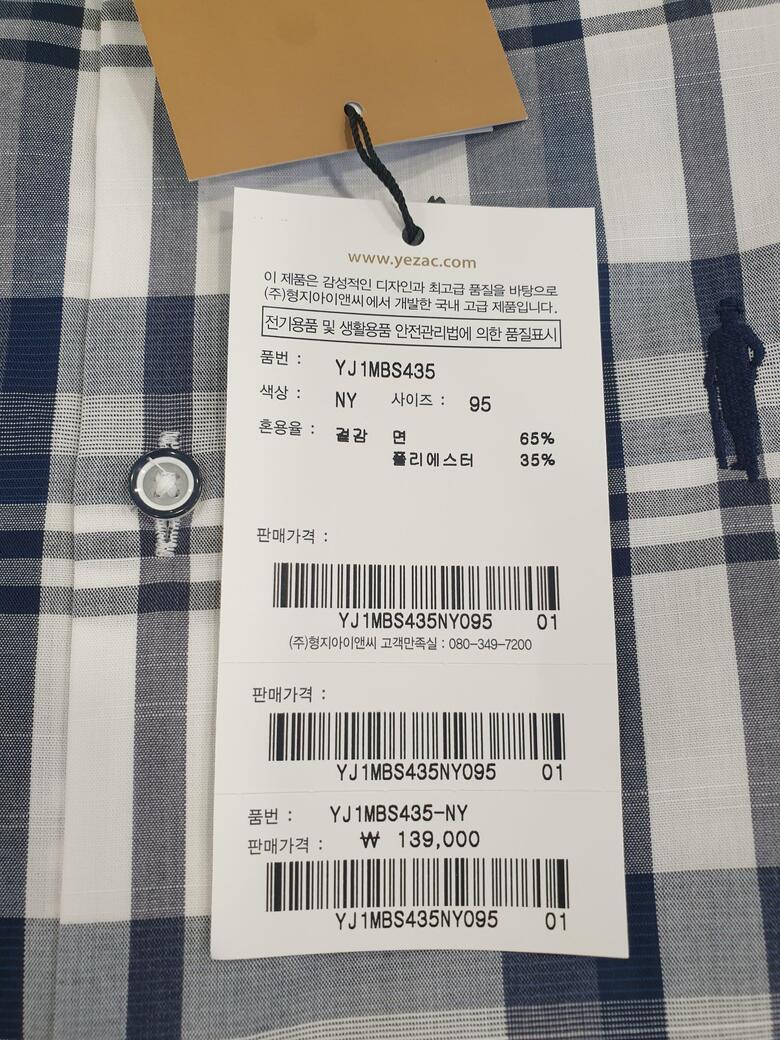 www.yezac.com
이 제품은 감성적인 디자인과 최고급 품질을 바탕으로
(주)형지아이앤씨에서 개발한 국내 고급 제품입니다.
전기용품 및 생활용품 안전관리법에 의한 품질표시
품번 : YJ1MBS435
색상 : NY 사이즈 : 95
혼용율 : 겉감 면 65%
폴리에스터 35%
판매가격 :
YJ1MBS435NY095 01
(주)형지아이앤씨 고객만족실 : 080-349-7200
판매가격 :
YJ1MBS435NY095 01
품번 : YJ1MBS435-NY
판매가격 : ₩ 139,000
YJ1MBS435NY095 01